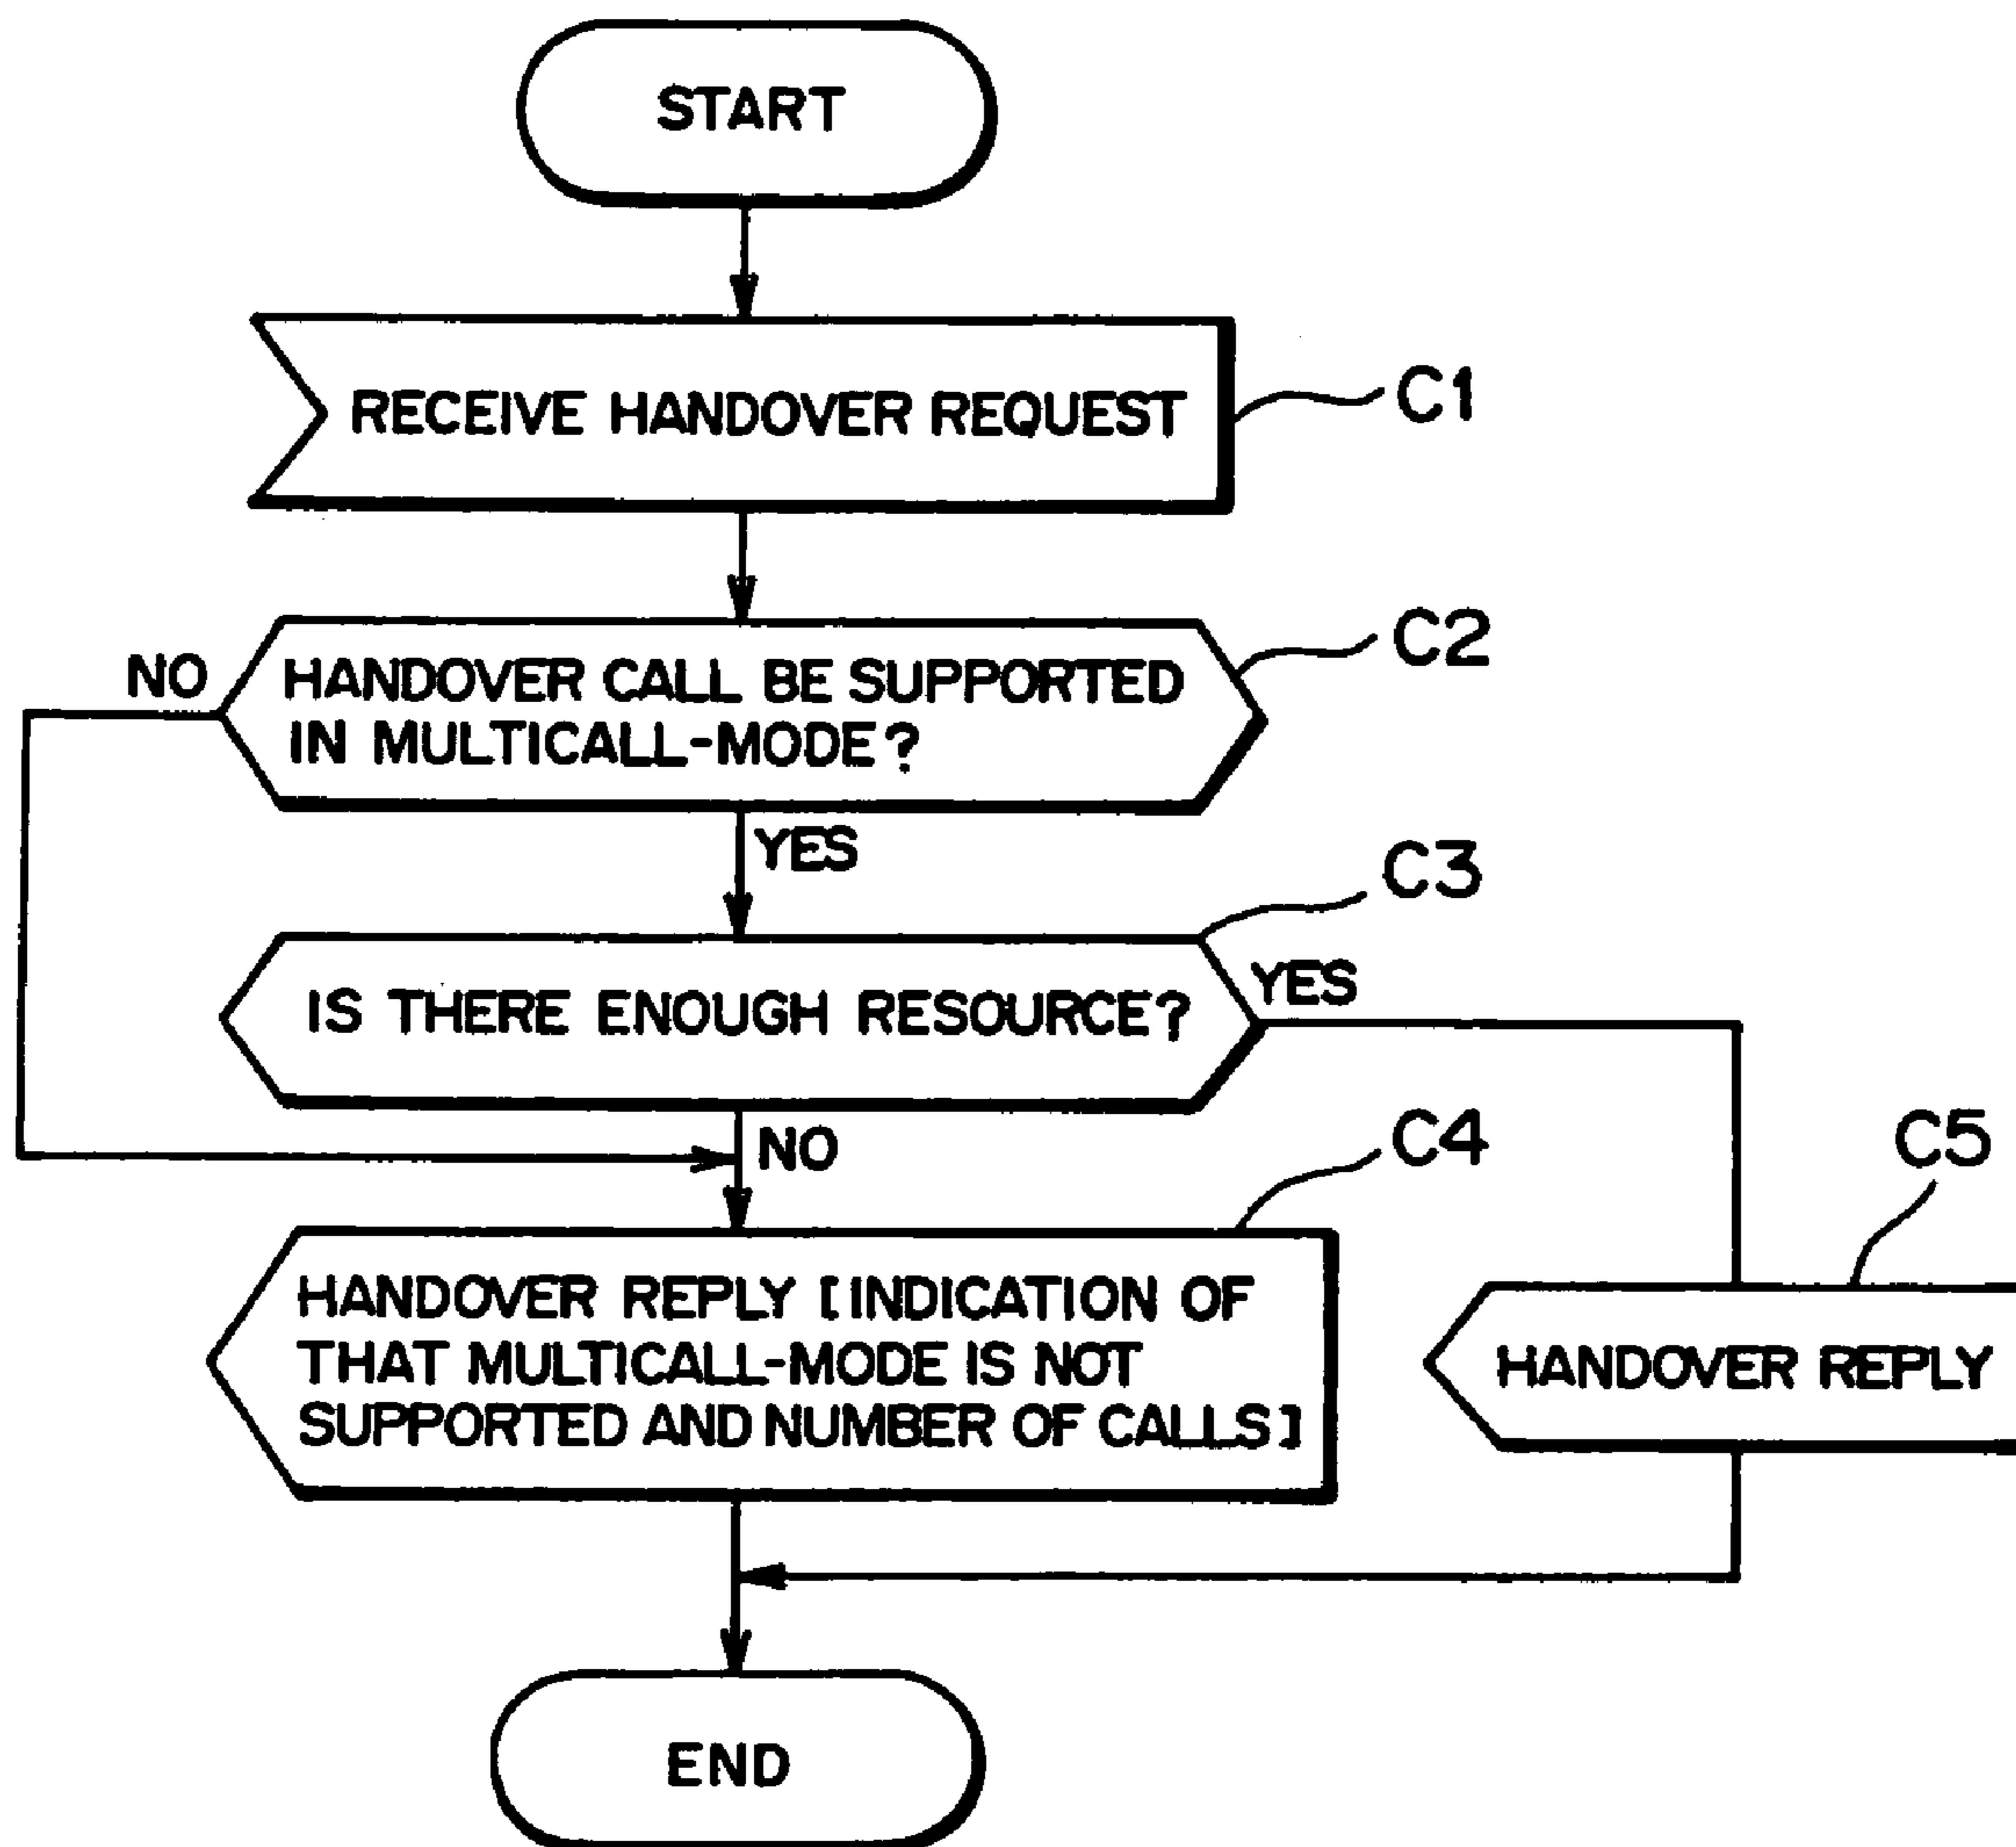 START
RECEIVE HANDOVER REQUEST
C1
C2
NO
HANDOVER CALL BE SUPPORTED
IN MULTICALL-MODE?
YES
C3
IS THERE ENOUGH RESOURCE?
YES
NO
C4
C5
HANDOVER REPLY [INDICATION OF
THAT MULTICALL-MODE IS NOT
SUPPORTED AND NUMBER OF CALLS]
HANDOVER REPLY
END